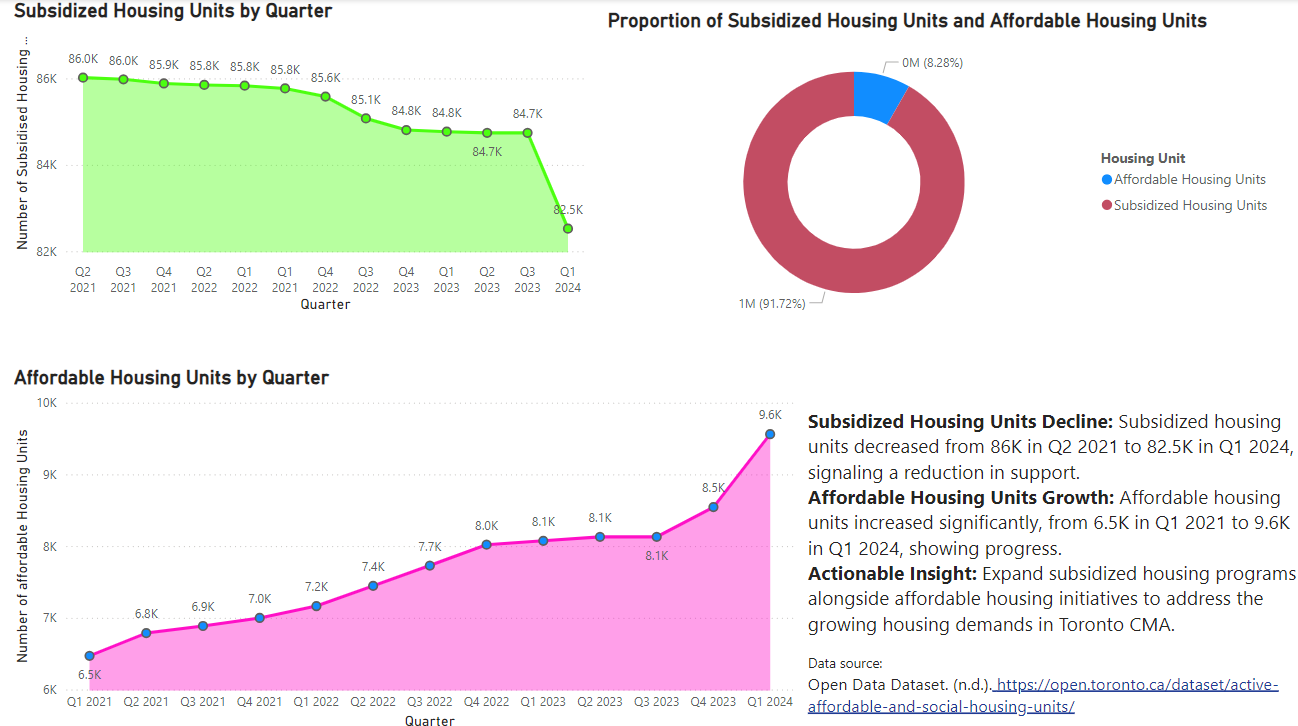 Subsidized Housing Units by Quarter
Number of Subsidised Housing ...
86K
84K
82K
86.0K
86.0K
85.9K
85.8K
85.8K
85.8K
85.6K
85.1K
84.8K
84.8K
84.7K
84.7K
82.5K
Q2 2021
Q3 2021
Q4 2021
Q2 2022
Q1 2022
Q1 2021
Q4 2022
Q3 2022
Q4 2023
Q1 2023
Q2 2023
Q3 2023
Q1 2024
Quarter
Proportion of Subsidized Housing Units and Affordable Housing Units
0M (8.28%)
1M (91.72%)
Housing Unit
Affordable Housing Units
Subsidized Housing Units
Affordable Housing Units by Quarter
Number of affordable Housing Units
10K
9K
8K
7K
6K
6.5K
6.8K
6.9K
7.0K
7.2K
7.4K
7.7K
8.0K
8.1K
8.1K
8.1K
8.5K
9.6K
Q1 2021
Q2 2021
Q3 2021
Q4 2021
Q1 2022
Q2 2022
Q3 2022
Q4 2022
Q1 2023
Q2 2023
Q3 2023
Q4 2023
Q1 2024
Quarter
Subsidized Housing Units Decline: Subsidized housing
units decreased from 86K in Q2 2021 to 82.5K in Q1 2024,
signaling a reduction in support.
Affordable Housing Units Growth: Affordable housing
units increased significantly, from 6.5K in Q1 2021 to 9.6K
in Q1 2024, showing progress.
Actionable Insight: Expand subsidized housing programs
alongside affordable housing initiatives to address the
growing housing demands in Toronto CMA.
Data source:
Open Data Dataset. (n.d.). https://open.toronto.ca/dataset/active-
affordable-and-social-housing-units/